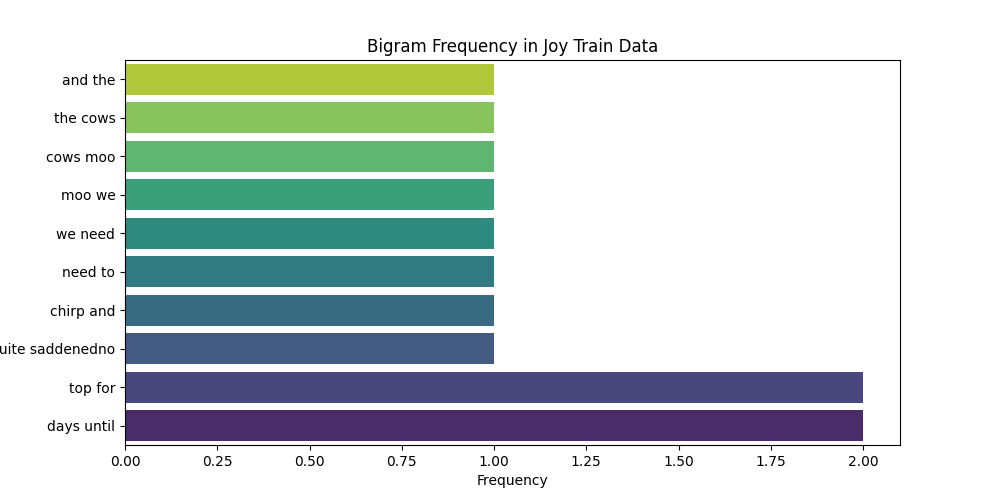 Bigram Frequency in Joy Train Data
and the
the cows
cows moo
moo we
we need
need to
chirp and
uite saddenedno
top for
days until
0.00 0.25 0.50 0.75 1.00 1.25 1.50 1.75 2.00
Frequency